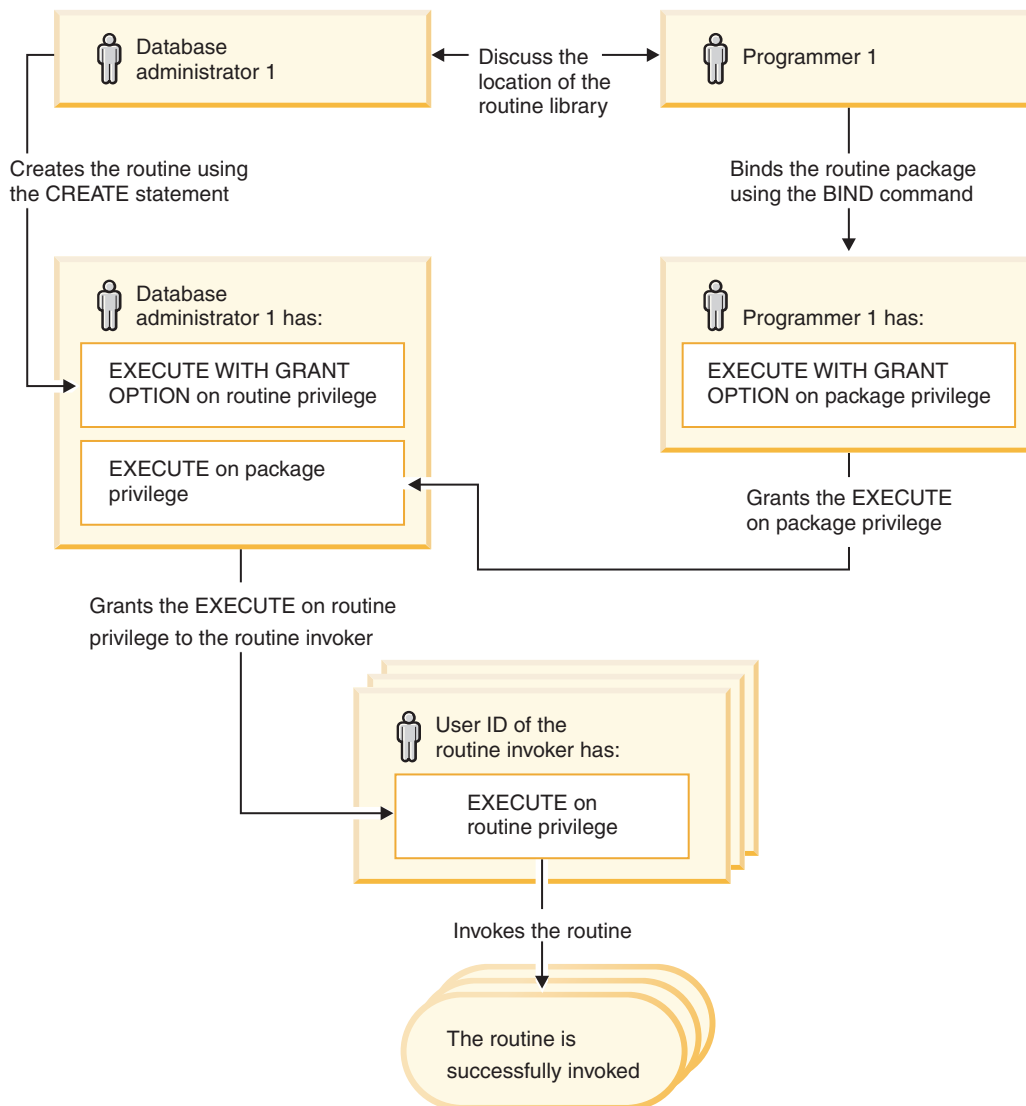 Database
administrator 1
Discuss the
location of the
routine library
Programmer 1
Creates the routine using
the CREATE statement
Binds the routine package
using the BIND command
Database
administrator 1 has:
EXECUTE WITH GRANT
OPTION on routine privilege
EXECUTE on package
privilege
Programmer 1 has:
EXECUTE WITH GRANT
OPTION on package privilege
Grants the EXECUTE
on package privilege
Grants the EXECUTE on routine
privilege to the routine invoker
User ID of the
routine invoker has:
EXECUTE on
routine privilege
Invokes the routine
The routine is
successfully invoked